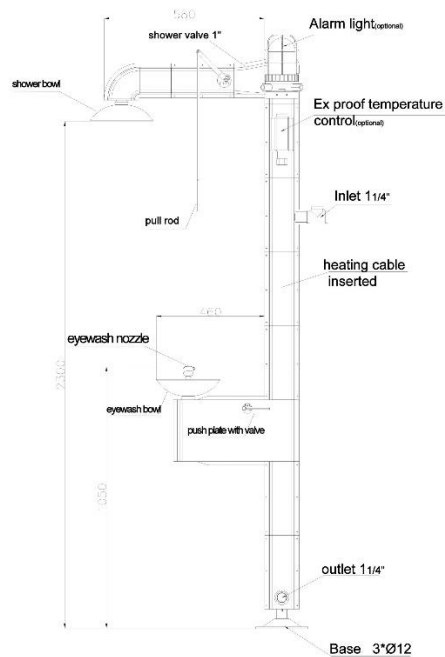 560
Alarm light(optional)
shower valve 1"
shower bowl
Ex proof temperature
control(optional)
Inlet 1 1/4"
pull rod
heating cable
inserted
460
eyewash nozzle
2300
eyewash bowl
push plate with valve
1050
outlet 1 1/4"
Base 3*Ø12